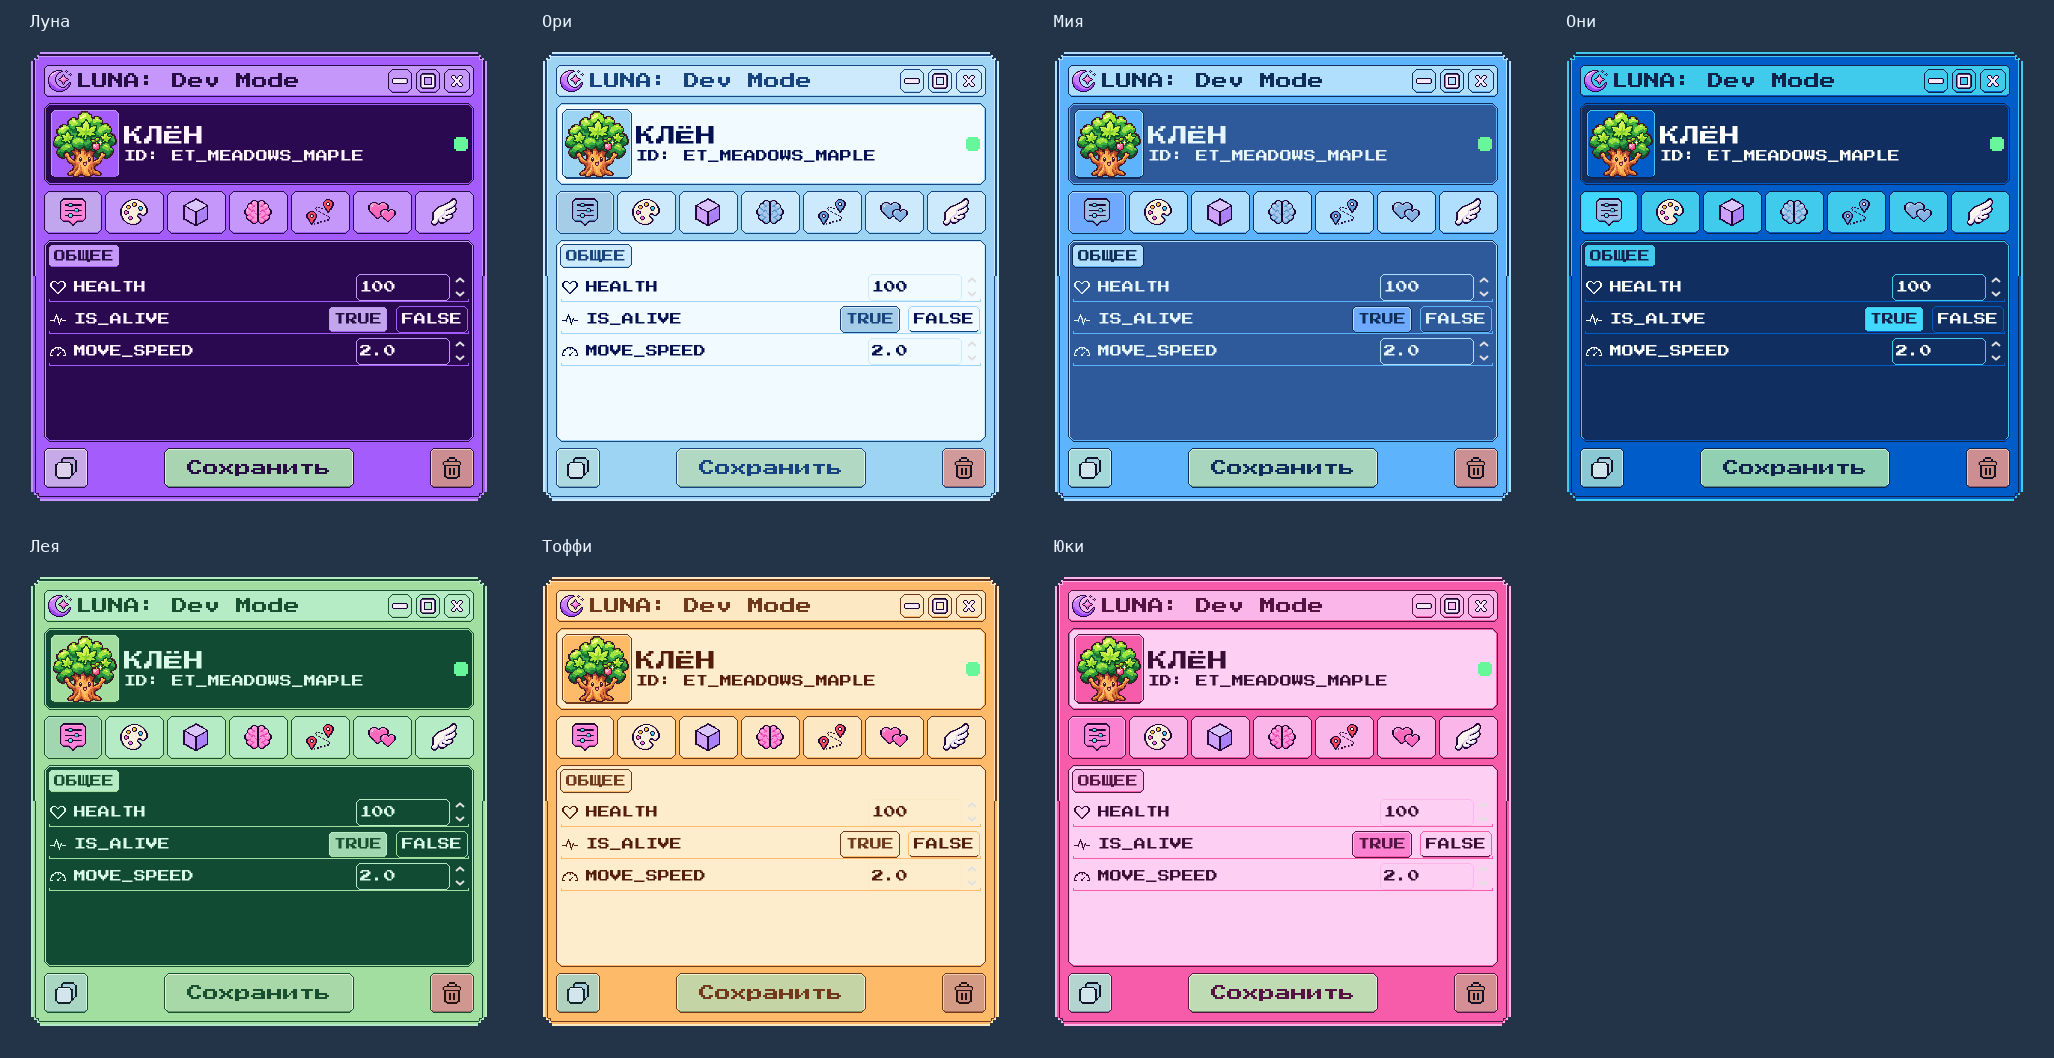 Луна
LUNA: Dev Mode
КЛЁН
ID: ET_MEADOWS_MAPLE
ОБЩЕЕ
HEALTH 100
IS_ALIVE TRUE FALSE
MOVE_SPEED 2.0
Сохранить
Ори
LUNA: Dev Mode
КЛЁН
ID: ET_MEADOWS_MAPLE
ОБЩЕЕ
HEALTH 100
IS_ALIVE TRUE FALSE
MOVE_SPEED 2.0
Сохранить
Мия
LUNA: Dev Mode
КЛЁН
ID: ET_MEADOWS_MAPLE
ОБЩЕЕ
HEALTH 100
IS_ALIVE TRUE FALSE
MOVE_SPEED 2.0
Сохранить
Они
LUNA: Dev Mode
КЛЁН
ID: ET_MEADOWS_MAPLE
ОБЩЕЕ
HEALTH 100
IS_ALIVE TRUE FALSE
MOVE_SPEED 2.0
Сохранить
Лея
LUNA: Dev Mode
КЛЁН
ID: ET_MEADOWS_MAPLE
ОБЩЕЕ
HEALTH 100
IS_ALIVE TRUE FALSE
MOVE_SPEED 2.0
Сохранить
Тоффи
LUNA: Dev Mode
КЛЁН
ID: ET_MEADOWS_MAPLE
ОБЩЕЕ
HEALTH 100
IS_ALIVE TRUE FALSE
MOVE_SPEED 2.0
Сохранить
Юки
LUNA: Dev Mode
КЛЁН
ID: ET_MEADOWS_MAPLE
ОБЩЕЕ
HEALTH 100
IS_ALIVE TRUE FALSE
MOVE_SPEED 2.0
Сохранить